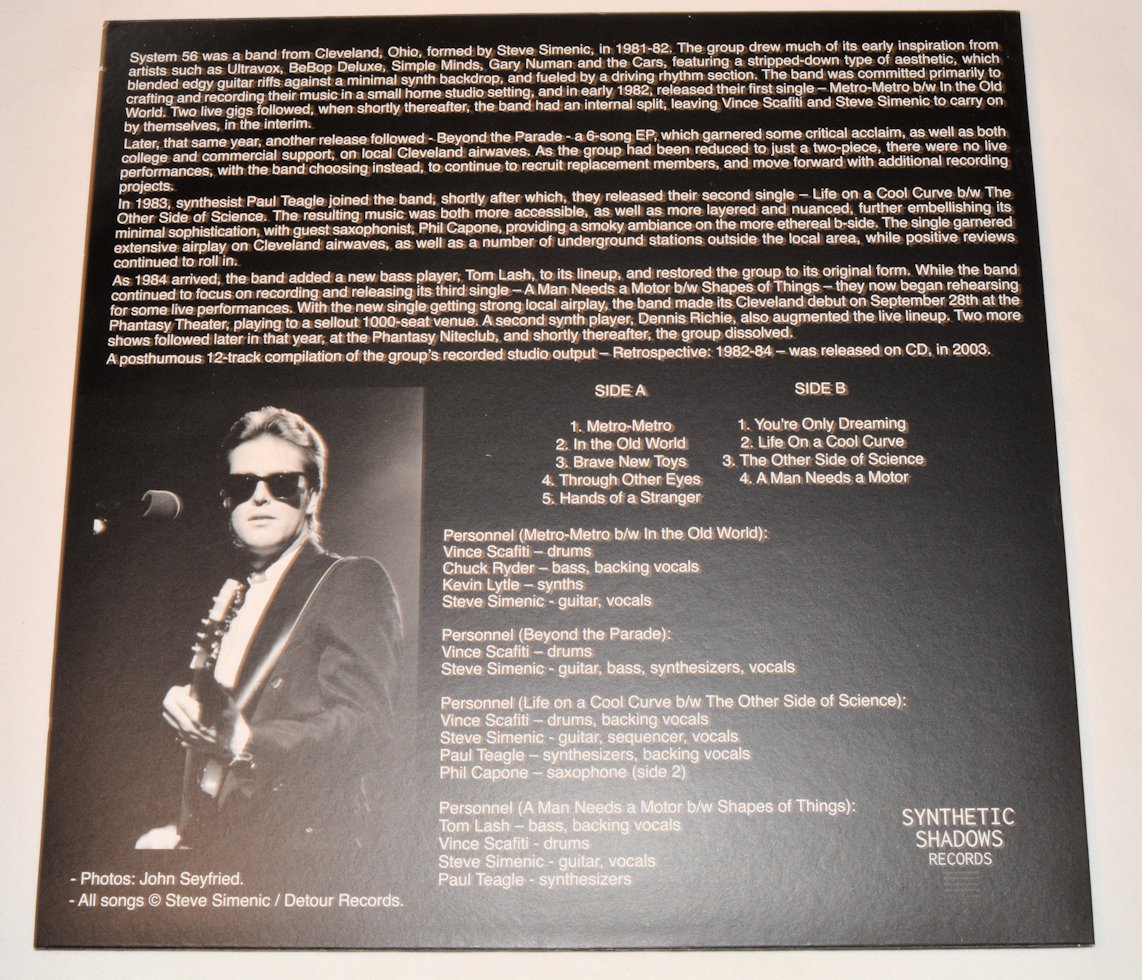 System 56 was a band from Cleveland, Ohio, formed by Steve Simenic, in 1981-82. The group drew much of its early inspiration from
artists such as Ultravox, BeBop Deluxe, Simple Minds, Gary Numan and the Cars, featuring a stripped-down type of aesthetic, which
blended edgy guitar riffs against a minimal synth backdrop, and fueled by a driving rhythm section. The band was committed primarily to
crafting and recording their music in a small home studio setting, and in early 1982, released their first single – Metro-Metro b/w In the Old
World. Two live gigs followed, when shortly thereafter, the band had an internal split, leaving Vince Scafiti and Steve Simenic to carry on
by themselves, in the interim.
Later, that same year, another release followed - Beyond the Parade - a 6-song EP, which garnered some critical acclaim, as well as both
college and commercial support, on local Cleveland airwaves. As the group had been reduced to just a two-piece, there were no live
performances, with the band choosing instead, to continue to recruit replacement members, and move forward with additional recording
projects.
In 1983, synthesist Paul Teagle joined the band, shortly after which, they released their second single – Life on a Cool Curve b/w The
Other Side of Science. The resulting music was both more accessible, as well as more layered and nuanced, further embellishing its
minimal sophistication, with guest saxophonist, Phil Capone, providing a smoky ambiance on the more ethereal b-side. The single garnered
extensive airplay on Cleveland airwaves, as well as a number of underground stations outside the local area, while positive reviews
continued to roll in.
As 1984 arrived, the band added a new bass player, Tom Lash, to its lineup, and restored the group to its original form. While the band
continued to focus on recording and releasing its third single – A Man Needs a Motor b/w Shapes of Things – they now began rehearsing
for some live performances. With the new single getting strong local airplay, the band made its Cleveland debut on September 28th at the
Phantasy Theater, playing to a sellout 1000-seat venue. A second synth player, Dennis Richie, also augmented the live lineup. Two more
shows followed later in that year, at the Phantasy Niteclub, and shortly thereafter, the group dissolved.
A posthumous 12-track compilation of the group's recorded studio output – Retrospective: 1982-84 – was released on CD, in 2003.
SIDE A
1. Metro-Metro
2. In the Old World
3. Brave New Toys
4. Through Other Eyes
5. Hands of a Stranger
SIDE B
1. You're Only Dreaming
2. Life On a Cool Curve
3. The Other Side of Science
4. A Man Needs a Motor
Personnel (Metro-Metro b/w In the Old World):
Vince Scafiti – drums
Chuck Ryder – bass, backing vocals
Kevin Lytle – synths
Steve Simenic - guitar, vocals
Personnel (Beyond the Parade):
Vince Scafiti – drums
Steve Simenic - guitar, bass, synthesizers, vocals
Personnel (Life on a Cool Curve b/w The Other Side of Science):
Vince Scafiti – drums, backing vocals
Steve Simenic - guitar, sequencer, vocals
Paul Teagle – synthesizers, backing vocals
Phil Capone – saxophone (side 2)
Personnel (A Man Needs a Motor b/w Shapes of Things):
Tom Lash – bass, backing vocals
Vince Scafiti - drums
Steve Simenic - guitar, vocals
Paul Teagle - synthesizers
- Photos: John Seyfried.
- All songs © Steve Simenic / Detour Records.
SYNTHETIC
SHADOWS
RECORDS